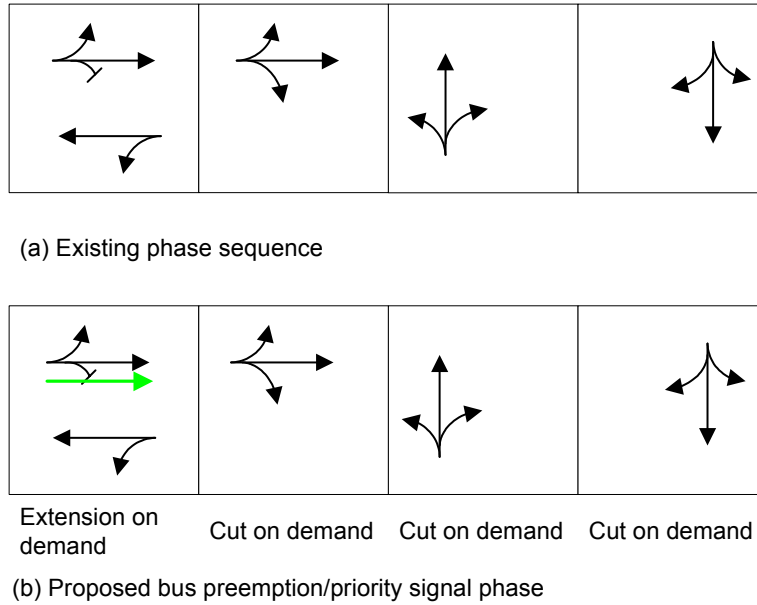 (a) Existing phase sequence
Extension on
demand
Cut on demand
Cut on demand
Cut on demand
(b) Proposed bus preemption/priority signal phase